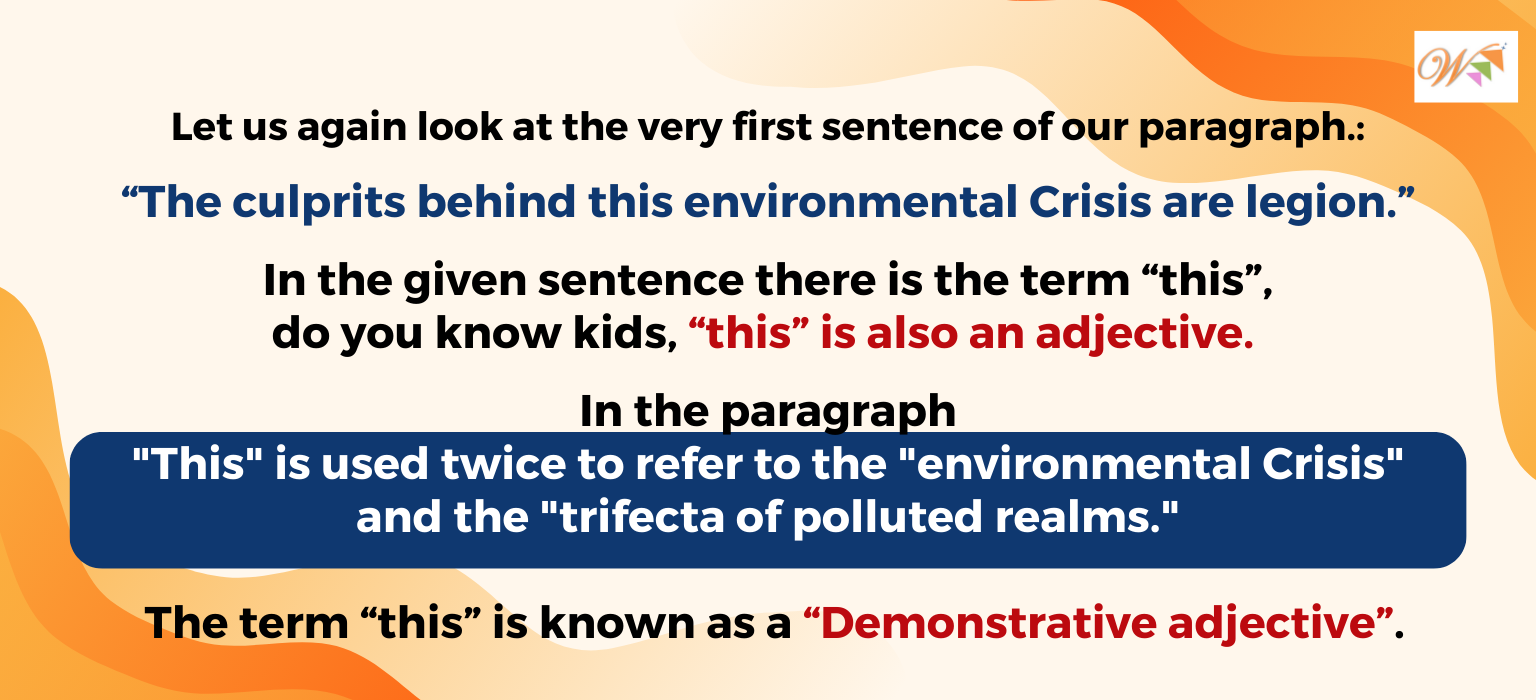 W
Let us again look at the very first sentence of our paragraph.:
“The culprits behind this environmental Crisis are legion.”
In the given sentence there is the term “this”,
do you know kids, “this” is also an adjective.
In the paragraph
"This" is used twice to refer to the "environmental Crisis"
and the "trifecta of polluted realms."
The term “this” is known as a “Demonstrative adjective”.